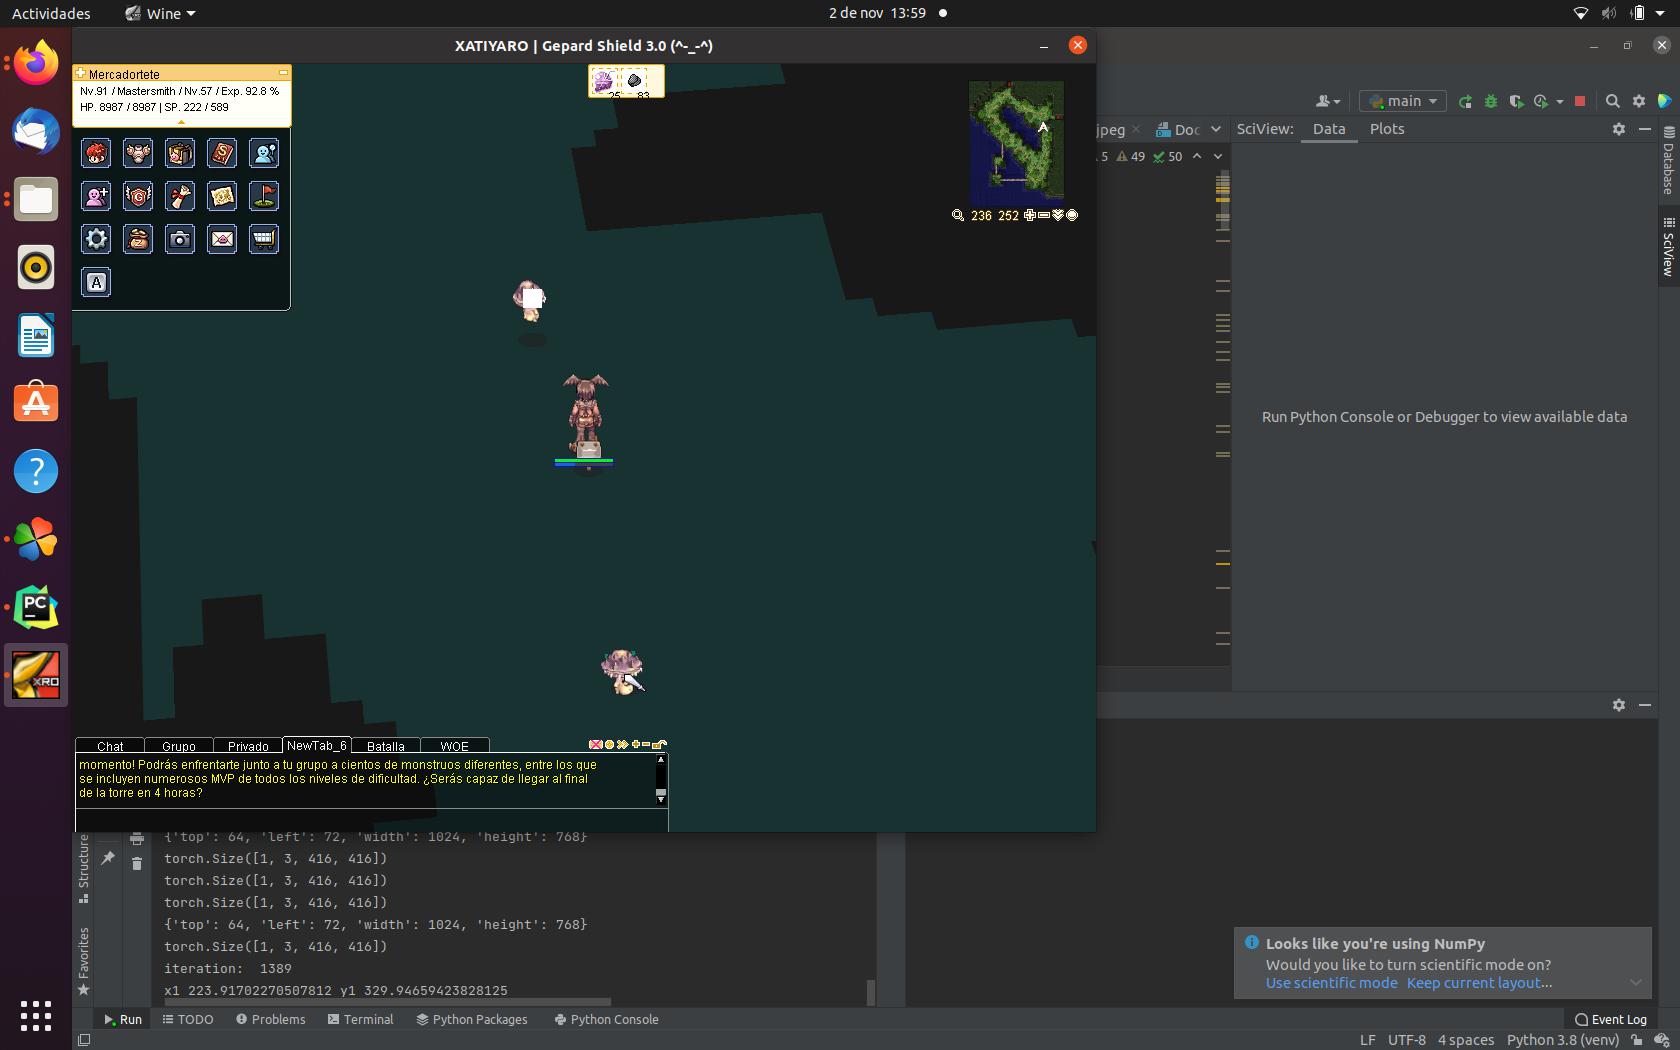 Actividades
Wine
2 de nov 13:59
XATIYARO | Gepard Shield 3.0 (^-_-^)
Mercadortete
Nv.91 / Mastersmith / Nv.57 / Exp. 92.8 %
HP. 8987 / 8987 | SP. 222 / 589
25 83
G
A
236 252
main
jpeg
Doc
SciView: Data Plots
5 49 50
Database
SciView
Run Python Console or Debugger to view available data
PC
XRO
Chat Grupo Privado NewTab_6 Batalla WOE
momento! Podrás enfrentarte junto a tu grupo a cientos de monstruos diferentes, entre los que
se incluyen numerosos MVP de todos los niveles de dificultad. ¿Serás capaz de llegar al final
de la torre en 4 horas?
Structure
Favorites
{'top': 64, 'left': 72, 'width': 1024, 'height': 768}
torch.Size([1, 3, 416, 416])
torch.Size([1, 3, 416, 416])
torch.Size([1, 3, 416, 416])
{'top': 64, 'left': 72, 'width': 1024, 'height': 768}
torch.Size([1, 3, 416, 416])
iteration: 1389
x1 223.91702270507812 y1 329.94659423828125
Looks like you're using NumPy
Would you like to turn scientific mode on?
Use scientific mode Keep current layout...
Run TODO Problems Terminal Python Packages Python Console
Event Log
LF UTF-8 4 spaces Python 3.8 (venv)